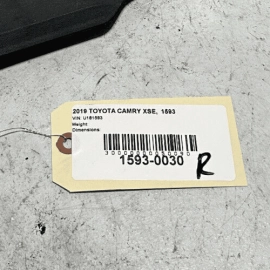 2019 TOYOTA CAMRY XSE, 1593
VIN: U181593
Weight:
Dimensions:
1593-0030
R